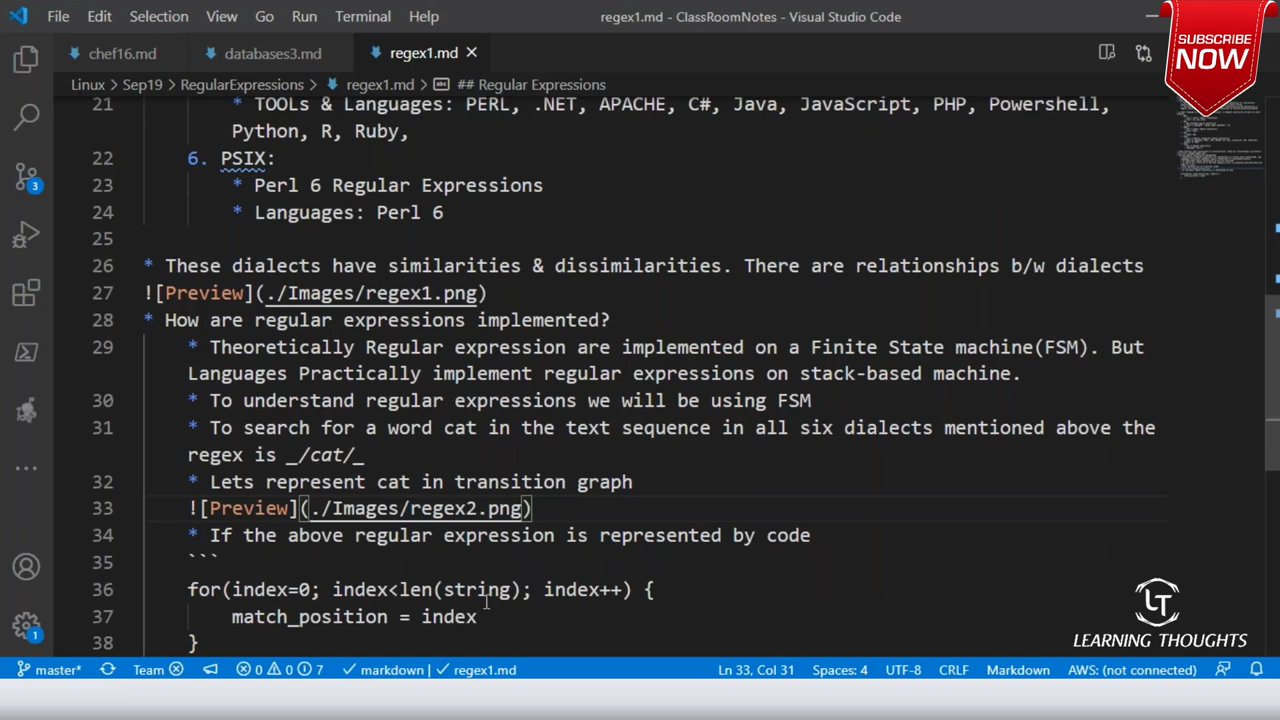 File Edit Selection View Go Run Terminal Help regex1.md - ClassRoomNotes - Visual Studio Code
SUBSCRIBE
NOW
chef16.md databases3.md regex1.md
Linux > Sep19 > RegularExpressions > regex1.md > ## Regular Expressions
21 * TOOLs & Languages: PERL, .NET, APACHE, C#, Java, JavaScript, PHP, Powershell,
Python, R, Ruby,
22 6. PSIX:
23 * Perl 6 Regular Expressions
24 * Languages: Perl 6
25
26 * These dialects have similarities & dissimilarities. There are relationships b/w dialects
27 ![Preview](./Images/regex1.png)
28 * How are regular expressions implemented?
29 * Theoretically Regular expression are implemented on a Finite State machine(FSM). But
Languages Practically implement regular expressions on stack-based machine.
30 * To understand regular expressions we will be using FSM
31 * To search for a word cat in the text sequence in all six dialects mentioned above the
regex is _/cat/_
32 * Lets represent cat in transition graph
33 ![Preview](./Images/regex2.png)
34 * If the above regular expression is represented by code
35 ```
36 for(index=0; index<len(string); index++) {
37 match_position = index
38 }
3
1
LT
LEARNING THOUGHTS
master* Team 0 0 7 markdown regex1.md Ln 33, Col 31 Spaces: 4 UTF-8 CRLF Markdown AWS: (not connected)